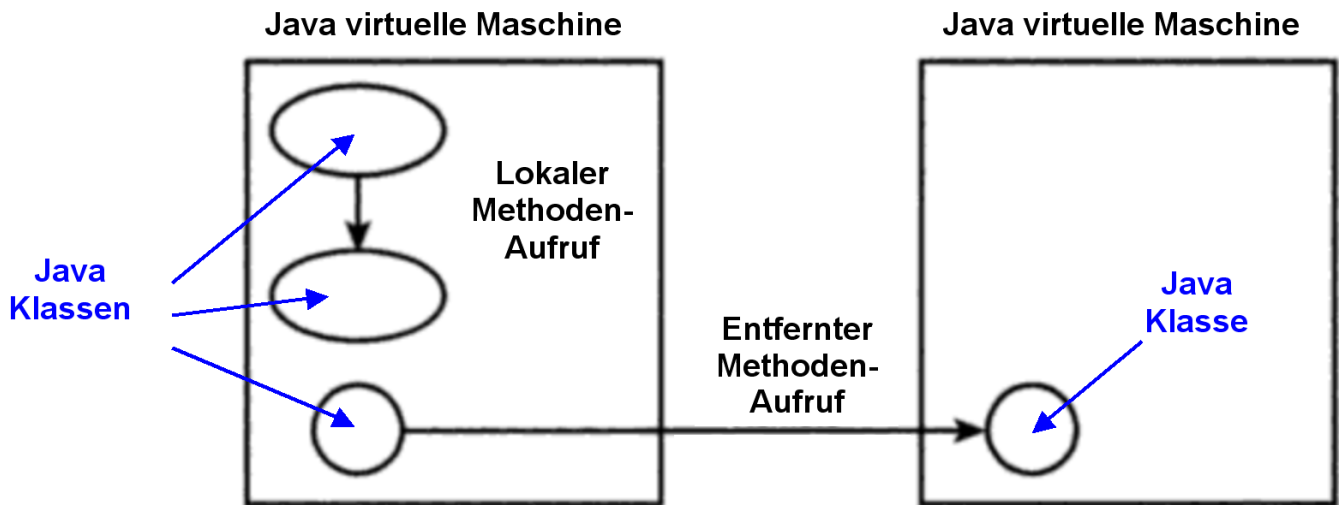 Java virtuelle Maschine
Java virtuelle Maschine
Lokaler
Methoden-
Aufruf
Java
Klassen
Java
Klasse
Entfernter
Methoden-
Aufruf